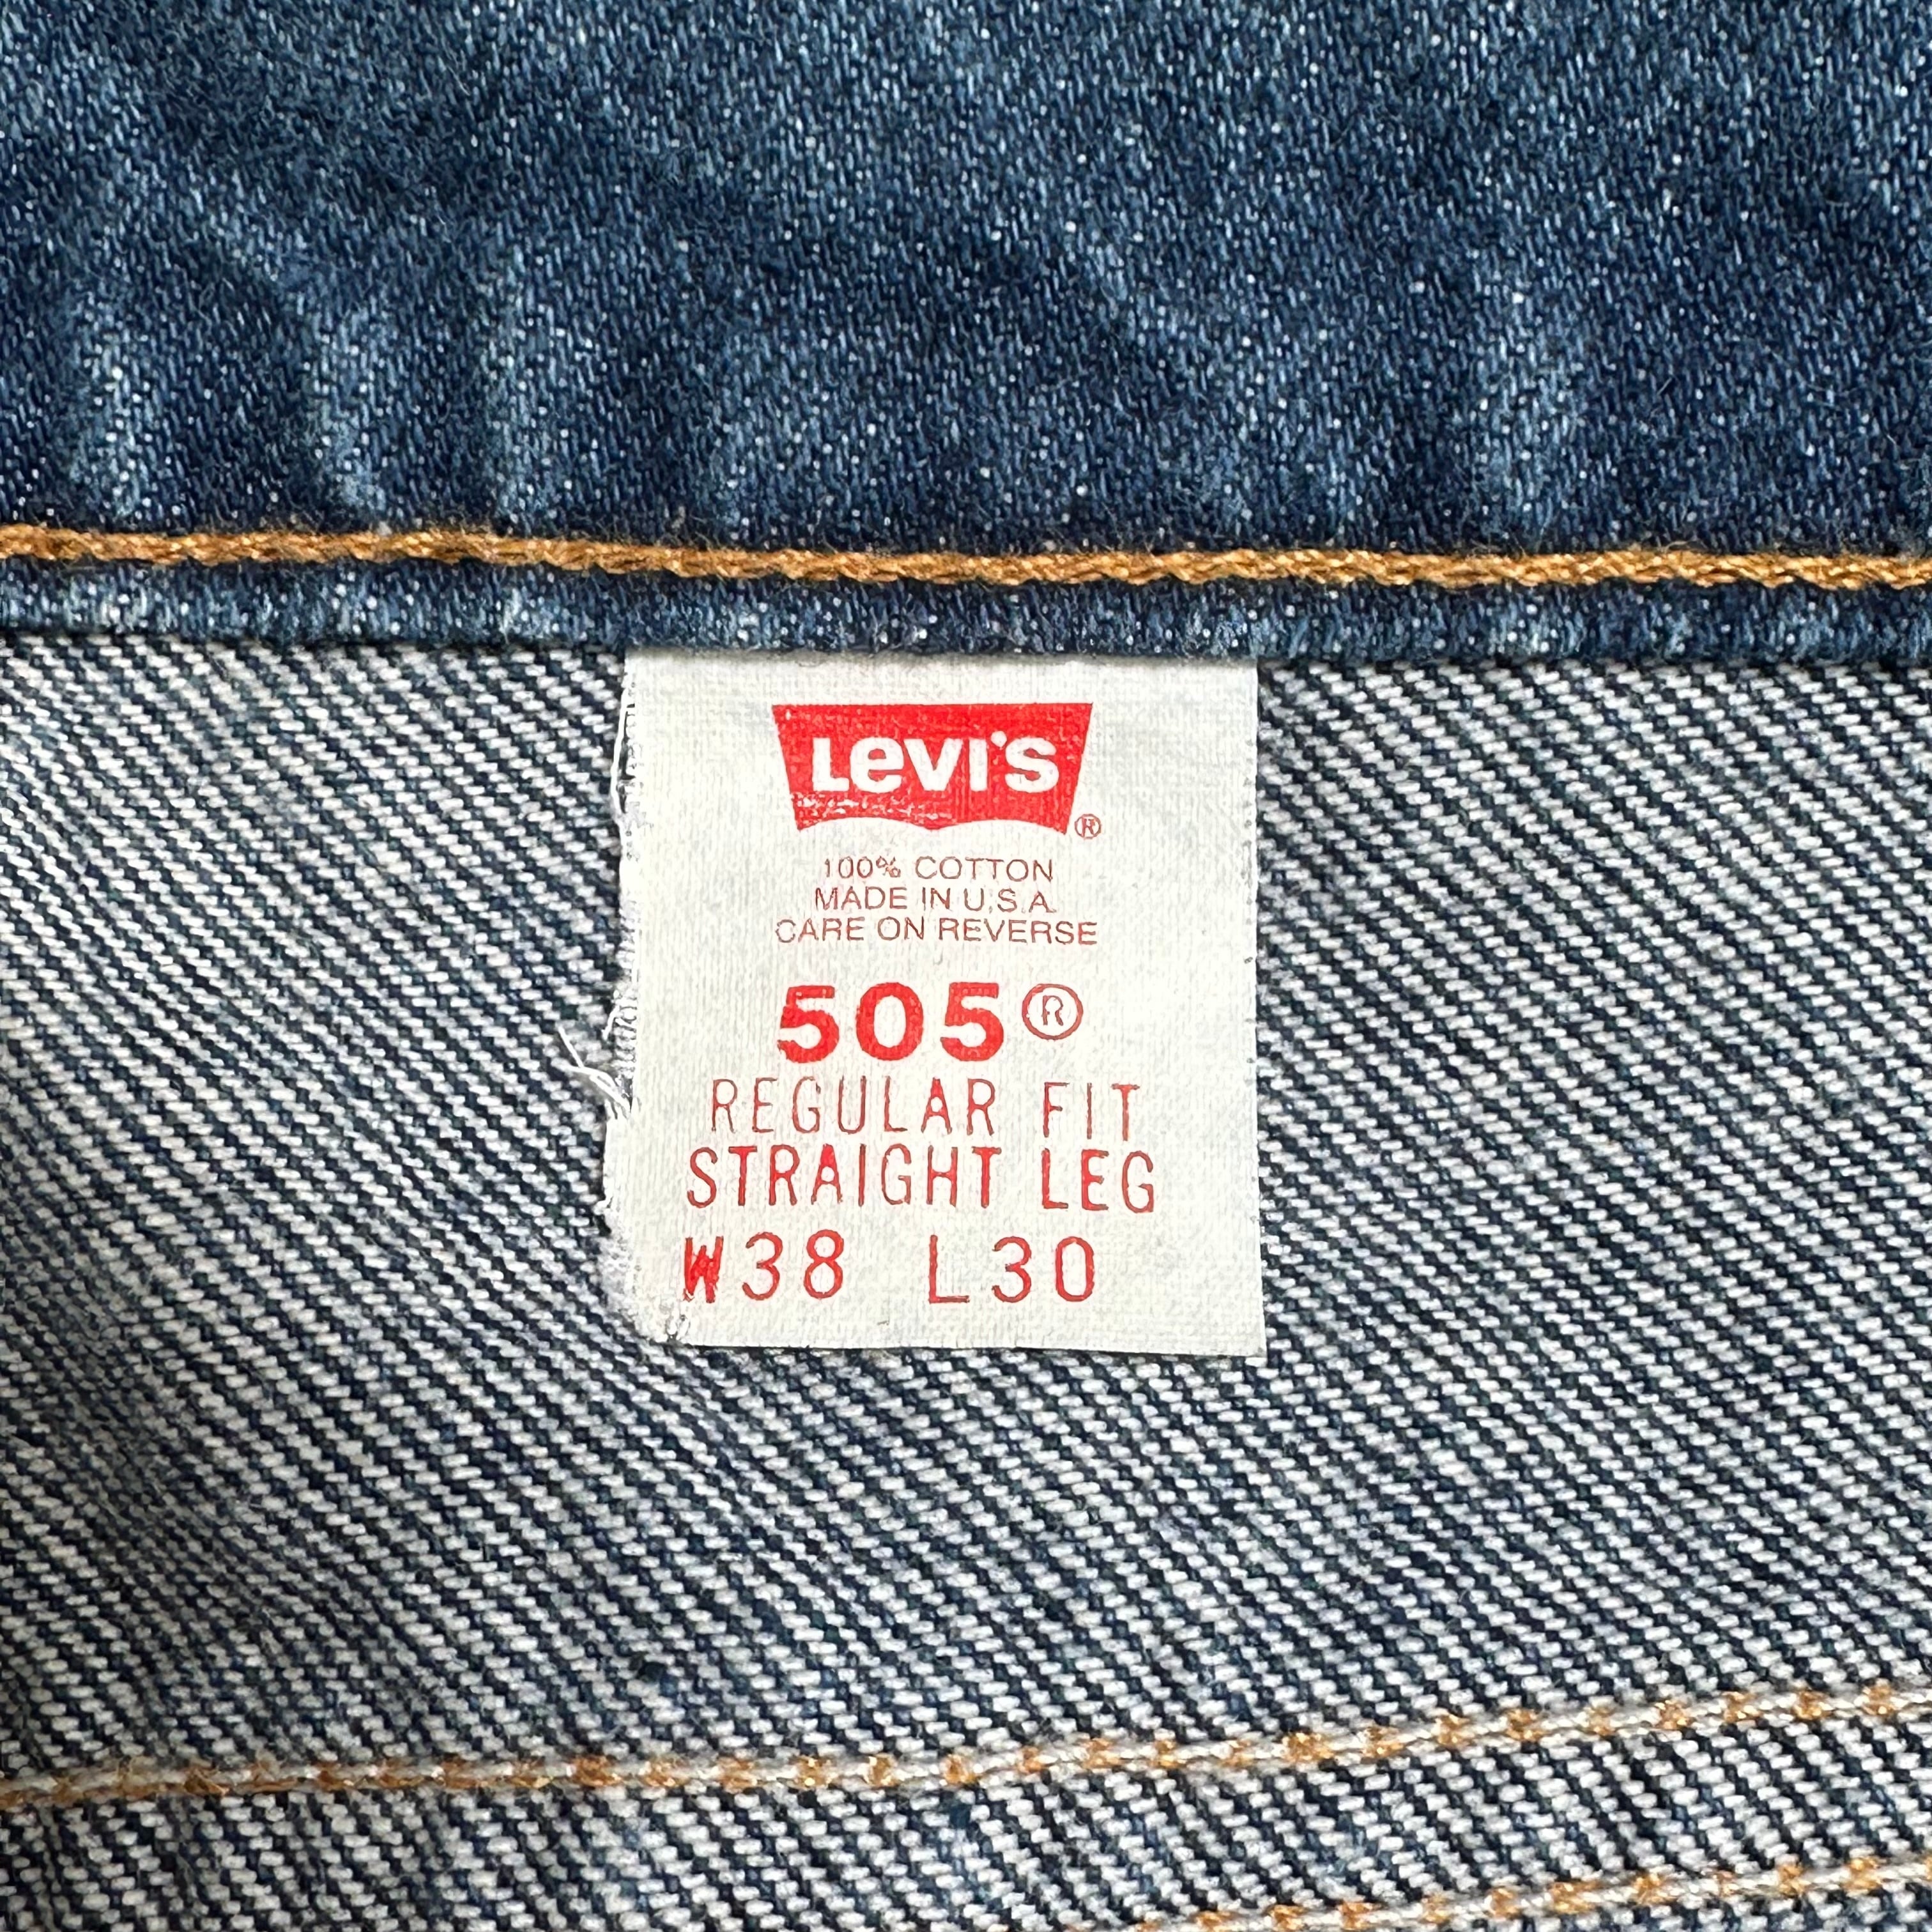 Levi's ®
100% COTTON
MADE IN U.S.A.
CARE ON REVERSE
505®
REGULAR FIT
STRAIGHT LEG
W38 L30